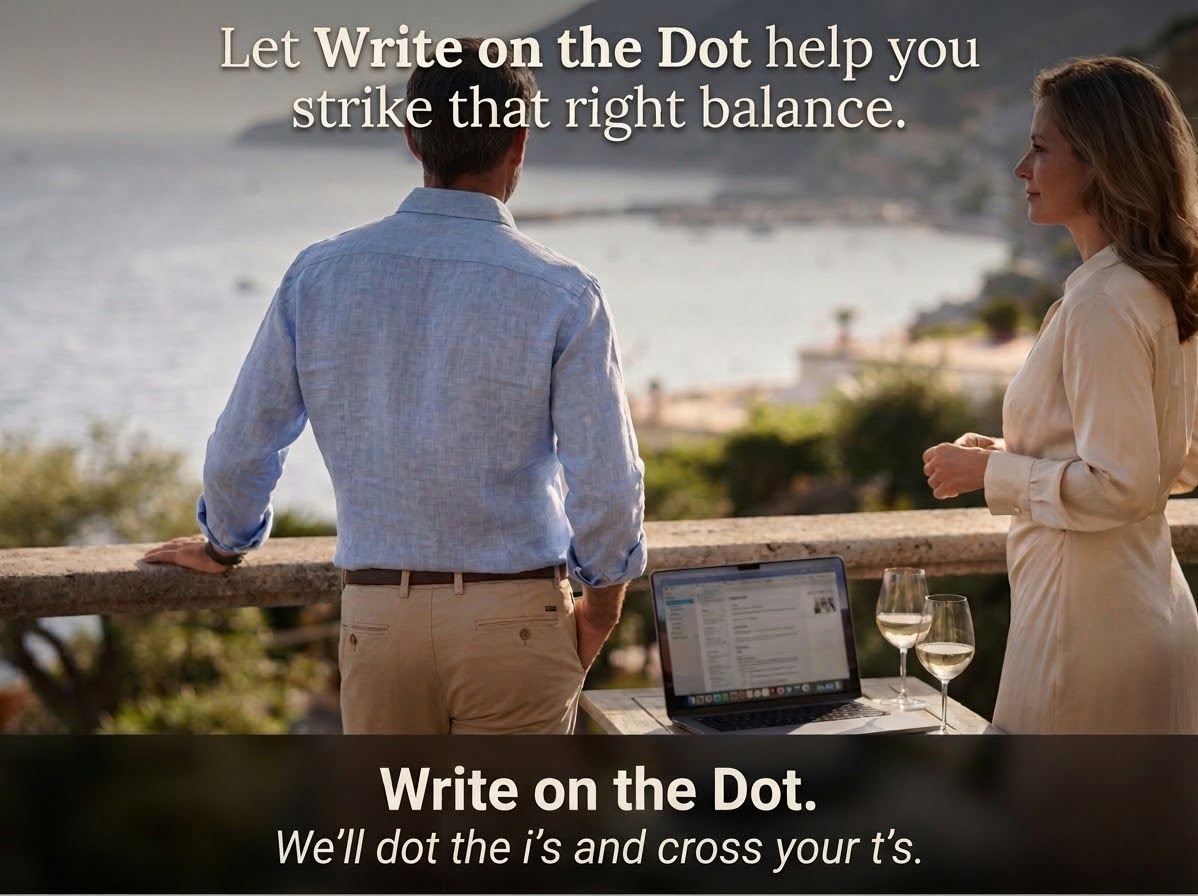 Let Write on the Dot help you
strike that right balance.
Write on the Dot.
We'll dot the i's and cross your t's.